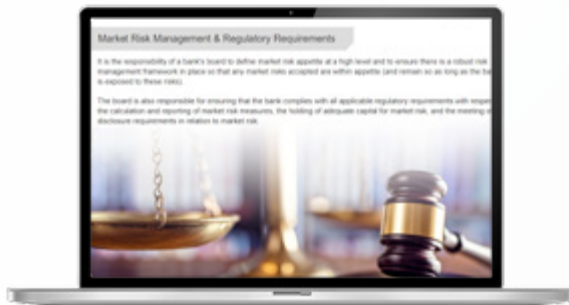 Market Risk Management & Regulatory Requirements
It is the responsibility of a bank's board to define market risk appetite at a high level and to ensure there is a robust risk
management framework in place so that any market risks accepted are within appetite (and remain so as long as the
is exposed to these risks).
The board is also responsible for ensuring that the bank complies with all applicable regulatory requirements with
the calculation and reporting of market risk measures, the holding of adequate capital for market risk, and the meeting
disclosure requirements in relation to market risk.